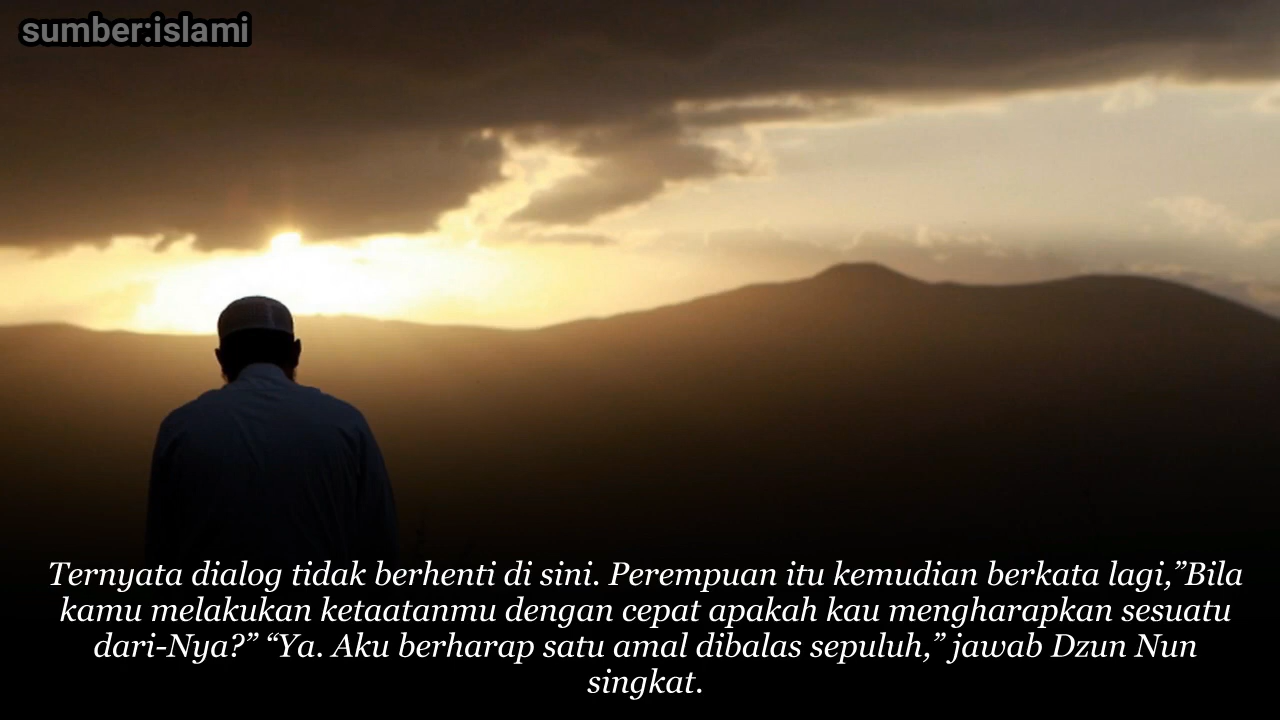 sumber:islami
Ternyata dialog tidak berhenti di sini. Perempuan itu kemudian berkata lagi,”Bila
kamu melakukan ketaatanmu dengan cepat apakah kau mengharapkan sesuatu
dari-Nya?” “Ya. Aku berharap satu amal dibalas sepuluh,” jawab Dzun Nun
singkat.